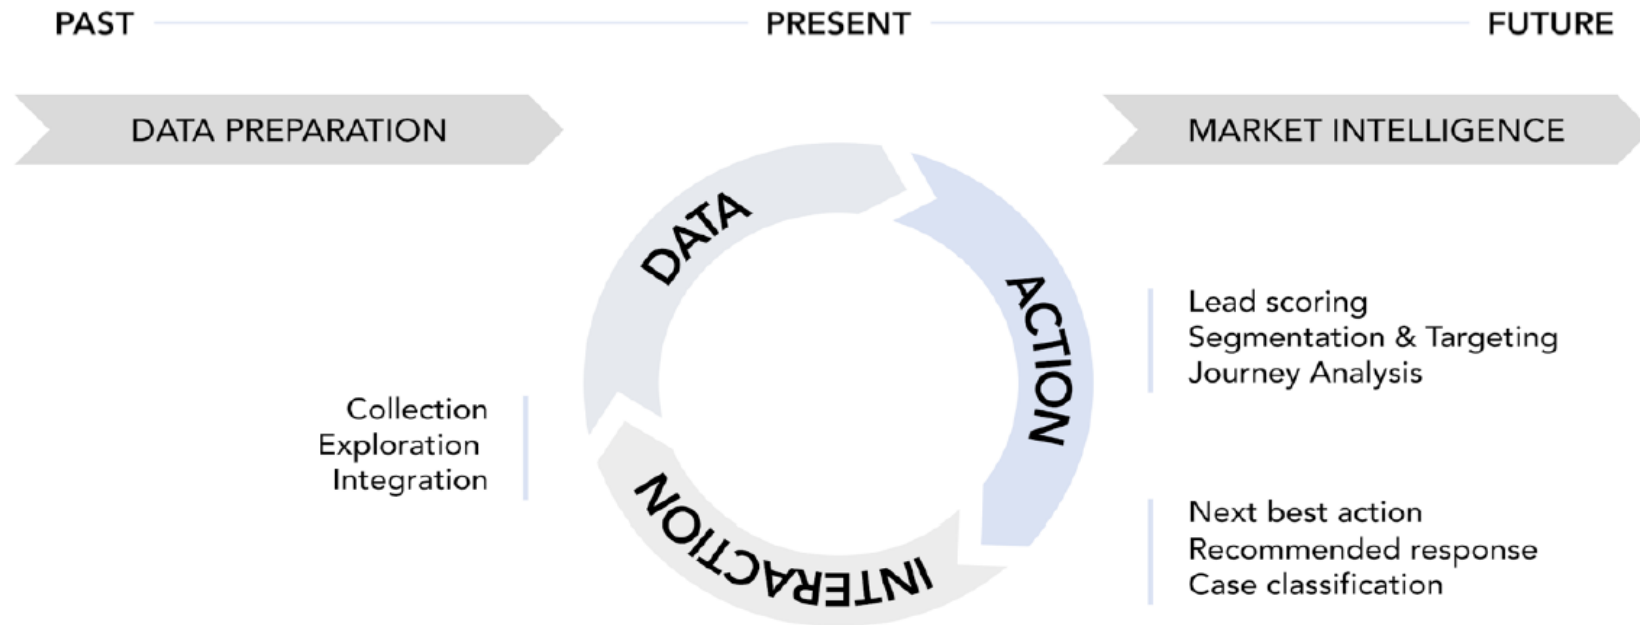 PAST
PRESENT
FUTURE
DATA PREPARATION
MARKET INTELLIGENCE
DATA
ACTION
INTERACTION
Collection
Exploration
Integration
Lead scoring
Segmentation & Targeting
Journey Analysis
Next best action
Recommended response
Case classification